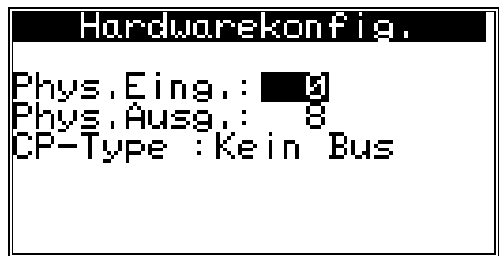 Hardwarekonfig.
Phys.Eing.: 0
Phys.Ausg.: 8
CP-Type :Kein Bus